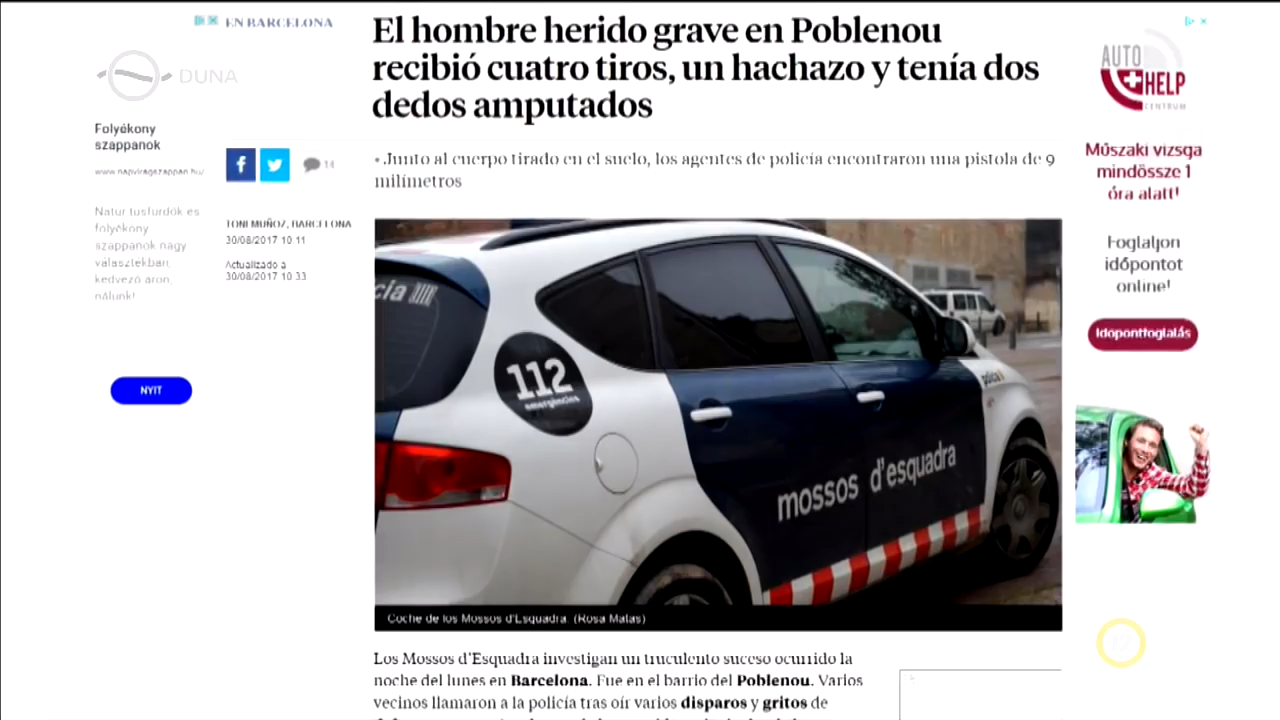 EN BARCELONA
El hombre herido grave en Poblenou
recibió cuatro tiros, un hachazo y tenía dos
dedos amputados
DUNA
Folyékony
szappanok
www.napviragszappan.hu/
Natur tusfürdők és
folyékony
szappanok nagy
választékban,
kedvező áron,
nálunk!
NYIT
• Junto al cuerpo tirado en el suelo, los agentes de policía encontraron una pistola de 9
milímetros
TONI MUÑOZ, BARCELONA
30/08/2017 10:11
Actualizado a
30/08/2017 10:33
112
emergències
policia
mossos d'esquadra
Coche de los Mossos d'Esquadra. (Rosa Matas)
Los Mossos d'Esquadra investigan un truculento suceso ocurrido la
noche del lunes en Barcelona. Fue en el barrio del Poblenou. Varios
vecinos llamaron a la policía tras oír varios disparos y gritos de
AUTO
HELP
CENTRUM
Műszaki vizsga
mindössze 1
óra alatt!
Foglaljon
időpontot
online!
Időpontfoglalás
12